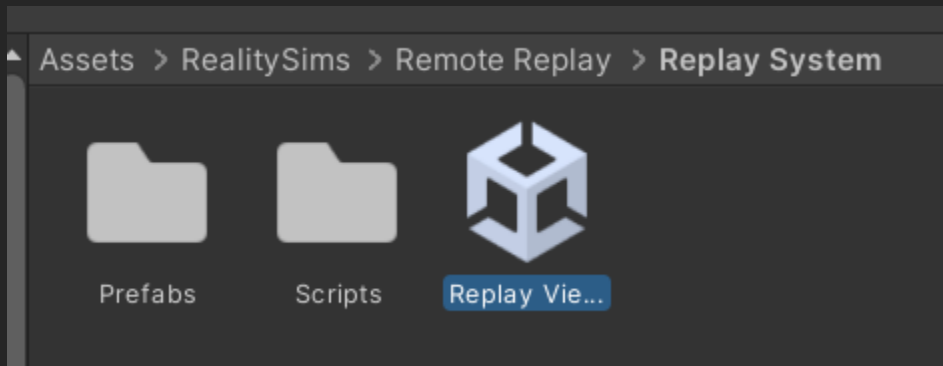 Assets > RealitySims > Remote Replay > Replay System
Prefabs Scripts Replay Vie...